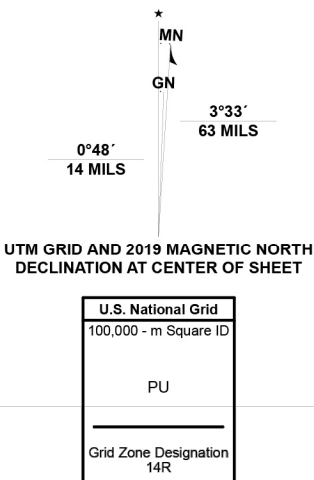 ★
MN
GN
3°33´
63 MILS
0°48´
14 MILS
UTM GRID AND 2019 MAGNETIC NORTH
DECLINATION AT CENTER OF SHEET
U.S. National Grid
100,000 - m Square ID
PU
Grid Zone Designation
14R